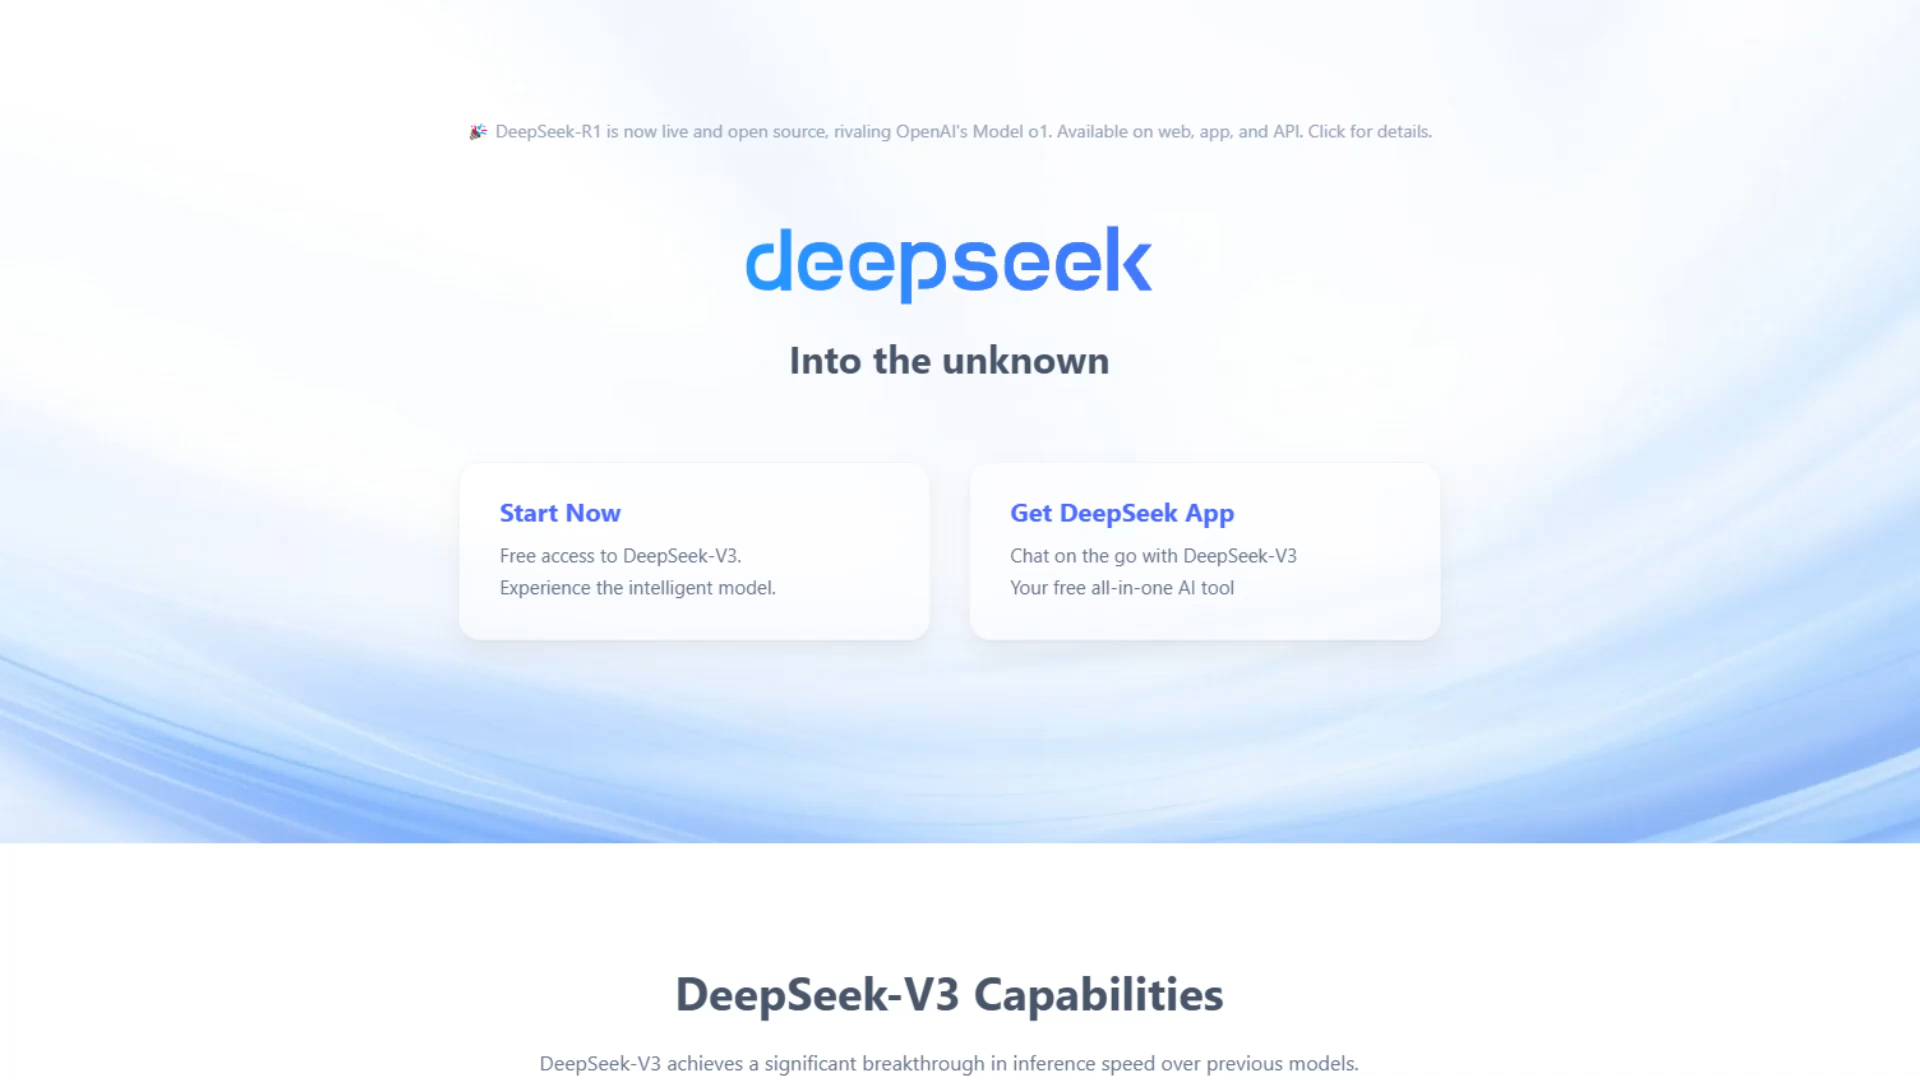 🎉 DeepSeek-R1 is now live and open source, rivaling OpenAI's Model o1. Available on web, app, and API. Click for details.
deepseek
Into the unknown
Start Now
Free access to DeepSeek-V3.
Experience the intelligent model.
Get DeepSeek App
Chat on the go with DeepSeek-V3
Your free all-in-one AI tool
DeepSeek-V3 Capabilities
DeepSeek-V3 achieves a significant breakthrough in inference speed over previous models.